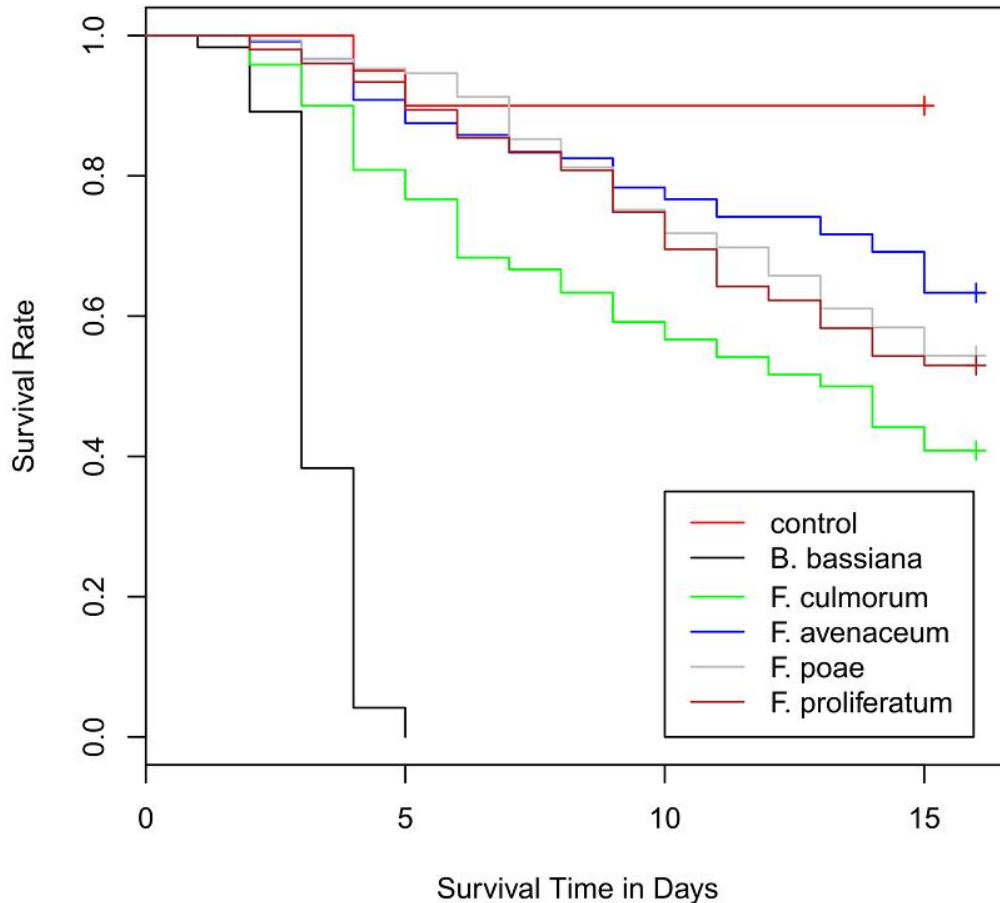 1.0
0.8
0.6
0.4
0.2
0.0
Survival Rate
control
B. bassiana
F. culmorum
F. avenaceum
F. poae
F. proliferatum
0 5 10 15
Survival Time in Days